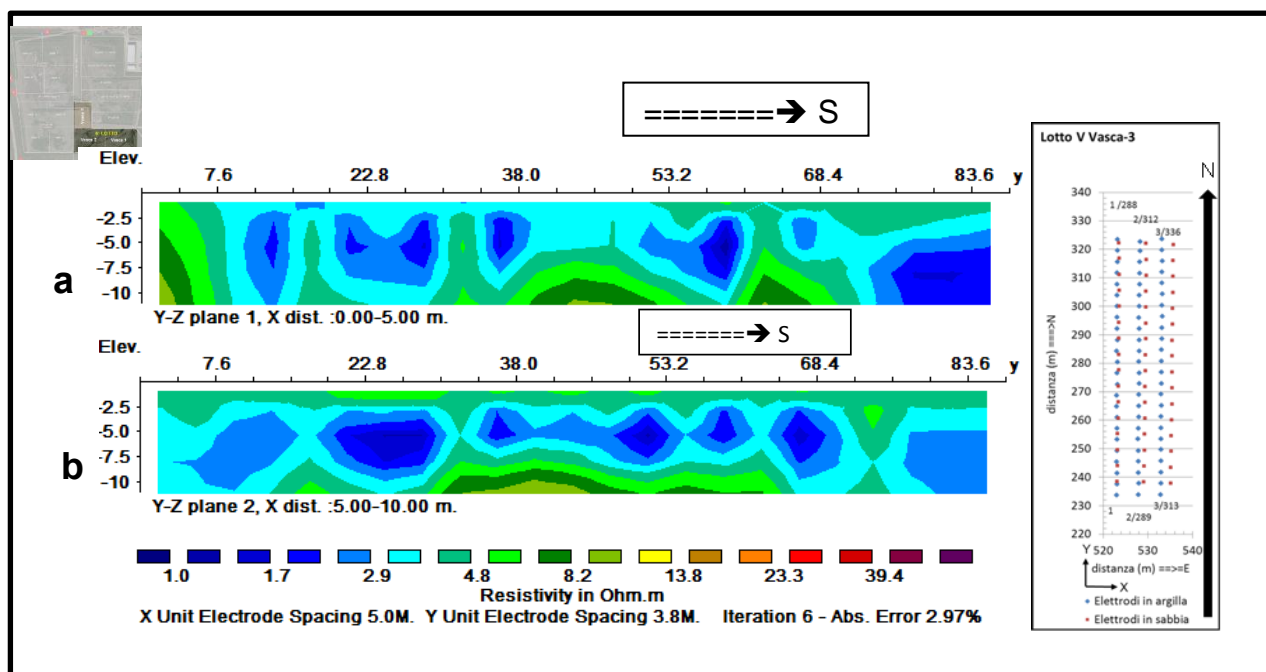 =======➔ S
Elev.
7.6 22.8 38.0 53.2 68.4 83.6 y
-2.5
-5.0
-7.5
-10
a
Y-Z plane 1, X dist. :0.00-5.00 m.
=======➔ S
Elev.
7.6 22.8 38.0 53.2 68.4 83.6 y
-2.5
-5.0
-7.5
-10
b
Y-Z plane 2, X dist. :5.00-10.00 m.
1.0 1.7 2.9 4.8 8.2 13.8 23.3 39.4
Resistivity in Ohm.m
X Unit Electrode Spacing 5.0M. Y Unit Electrode Spacing 3.8M. Iteration 6 - Abs. Error 2.97%
Lotto V Vasca-3
N
340
330
320
310
300
290
280
270
260
250
240
230
220
1 /288
2/312
3/336
1
2/289
3/313
520 530 540
distanza (m) ===>N
Y
distanza (m) ==>=E
X
Elettrodi in argilla
Elettrodi in sabbia